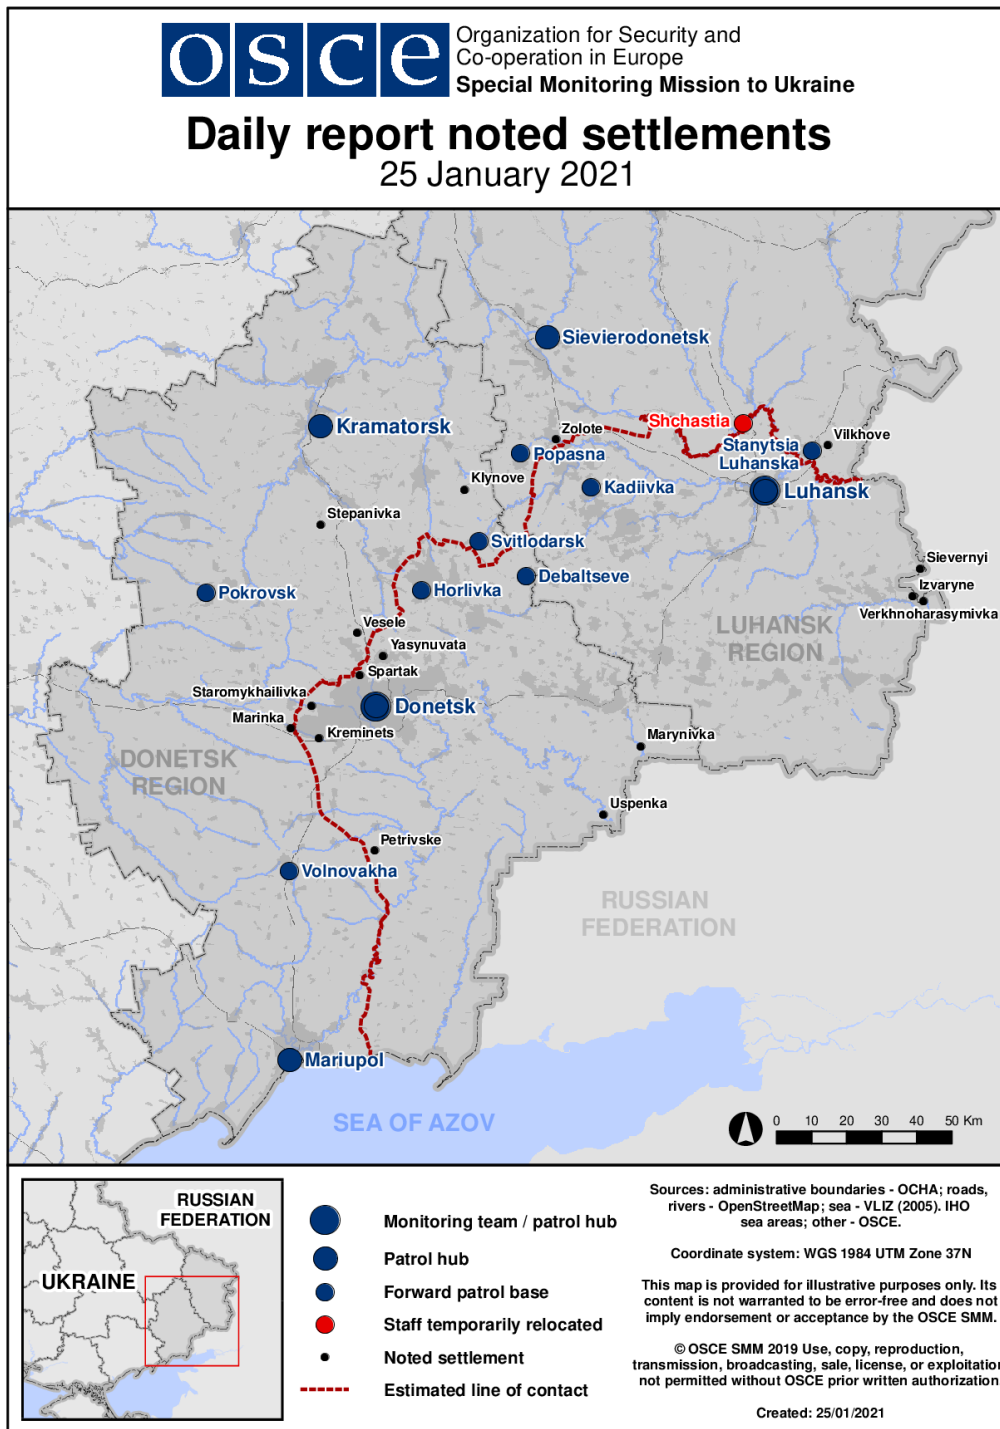 osce
Organization for Security and
Co-operation in Europe
Special Monitoring Mission to Ukraine
Daily report noted settlements
25 January 2021
Sievierodonetsk
Kramatorsk
Shchastia
Zolote
Vilkhove
Stanytsia
Luhanska
Popasna
Klynove
Kadiivka
Luhansk
Stepanivka
Svitlodarsk
Sievernyi
Debaltseve
Izvaryne
Pokrovsk
Horlivka
Verkhnoharasymivka
Vesele
LUHANSK
REGION
Yasynuvata
Spartak
Staromykhailivka
Donetsk
Marinka
Kreminets
Marynivka
DONETSK
REGION
Uspenka
Petrivske
Volnovakha
RUSSIAN
FEDERATION
Mariupol
SEA OF AZOV
0 10 20 30 40 50 Km
RUSSIAN
FEDERATION
UKRAINE
Monitoring team / patrol hub
Patrol hub
Forward patrol base
Staff temporarily relocated
Noted settlement
Estimated line of contact
Sources: administrative boundaries - OCHA; roads,
rivers - OpenStreetMap; sea - VLIZ (2005). IHO
sea areas; other - OSCE.
Coordinate system: WGS 1984 UTM Zone 37N
This map is provided for illustrative purposes only. Its
content is not warranted to be error-free and does not
imply endorsement or acceptance by the OSCE SMM.
© OSCE SMM 2019 Use, copy, reproduction,
transmission, broadcasting, sale, license, or exploitation
not permitted without OSCE prior written authorization.
Created: 25/01/2021